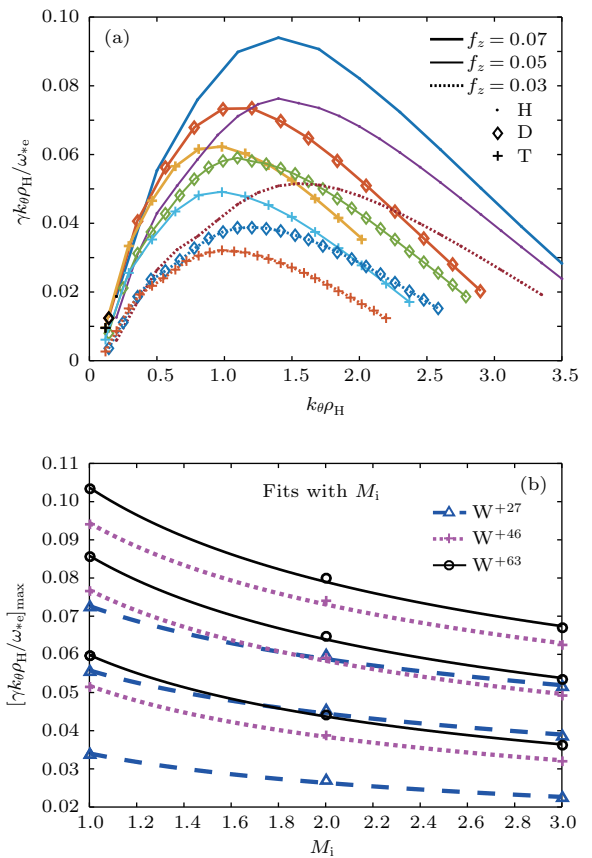 (a)
f_z = 0.07
f_z = 0.05
f_z = 0.03
H
D
T
γk_θρ_H/ω_*e
0.10
0.08
0.06
0.04
0.02
0
0 0.5 1.0 1.5 2.0 2.5 3.0 3.5
k_θρ_H
(b)
Fits with M_i
W^+27
W^+46
W^+63
[γk_θρ_H/ω_*e]_max
0.11
0.10
0.09
0.08
0.07
0.06
0.05
0.04
0.03
0.02
1.0 1.2 1.4 1.6 1.8 2.0 2.2 2.4 2.6 2.8 3.0
M_i